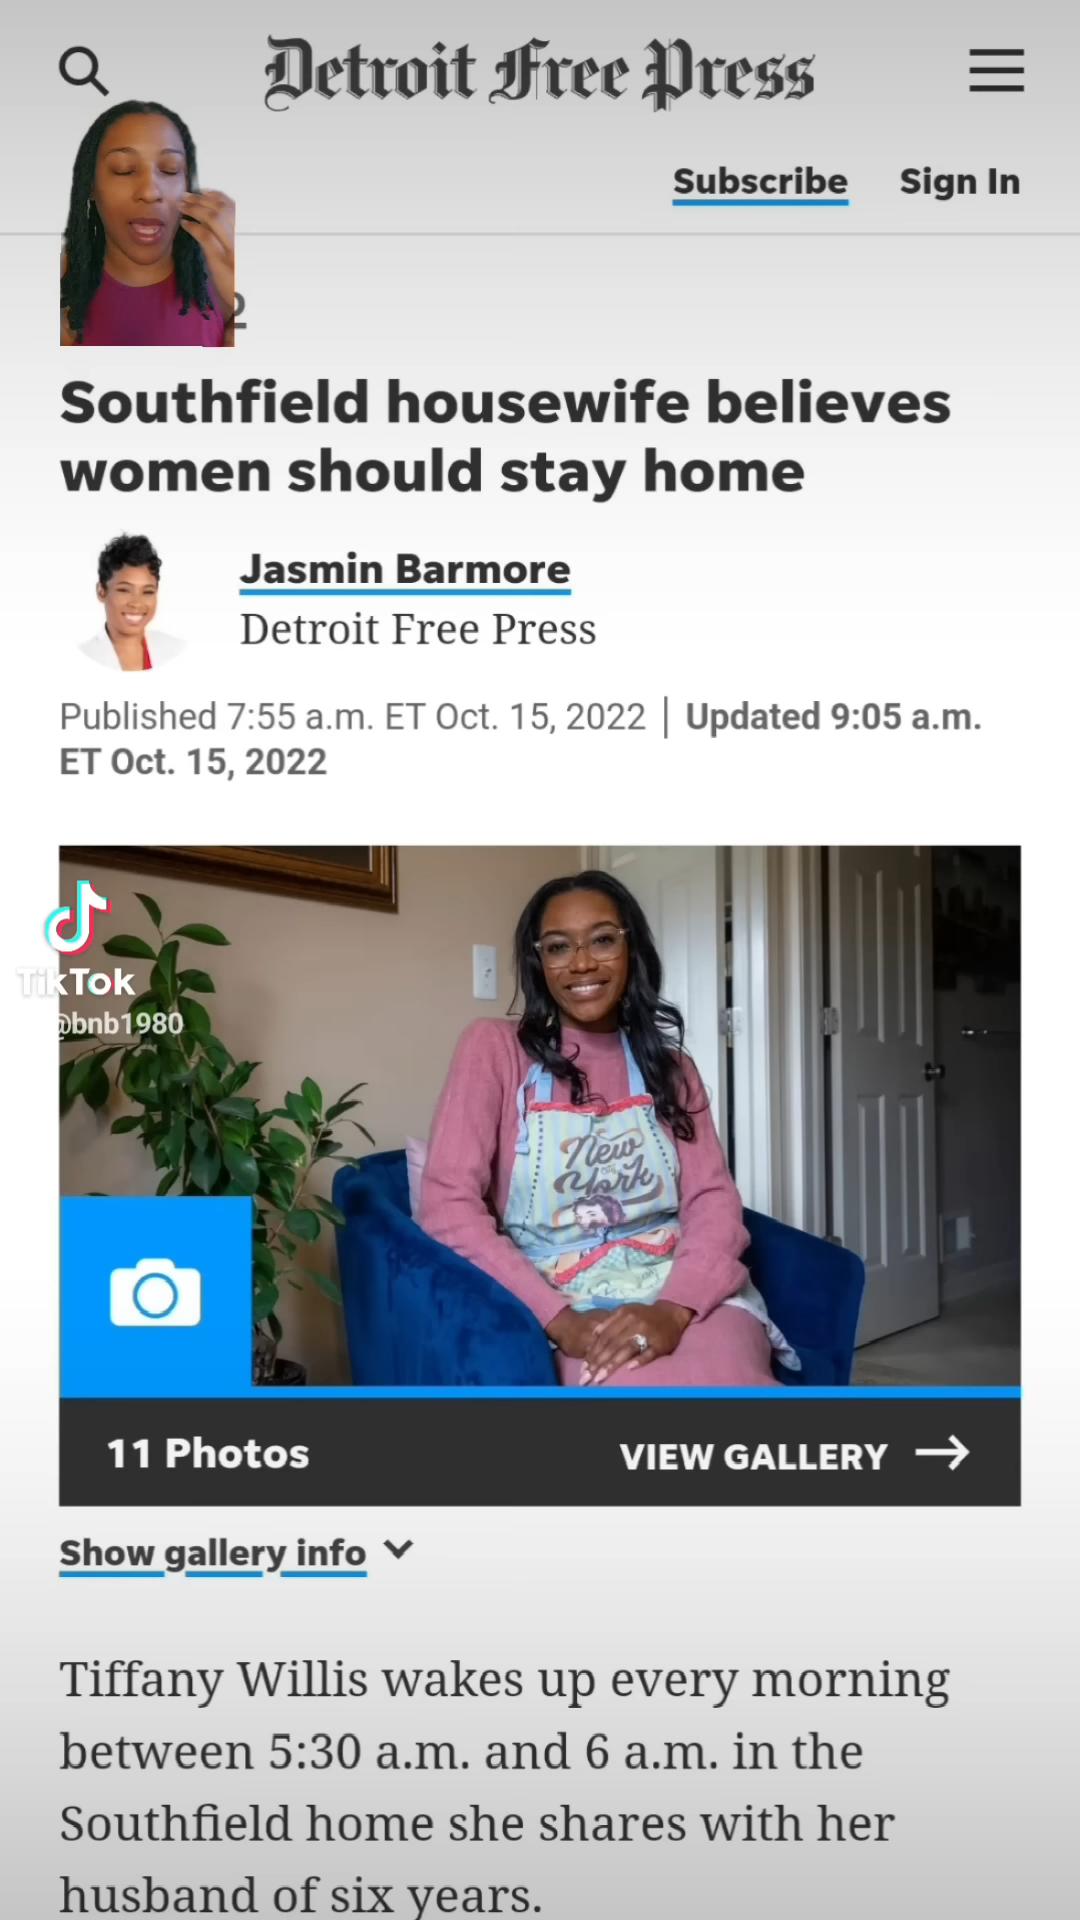 Detroit Free Press
Subscribe Sign In
Southfield housewife believes
women should stay home
Jasmin Barmore
Detroit Free Press
Published 7:55 a.m. ET Oct. 15, 2022 | Updated 9:05 a.m.
ET Oct. 15, 2022
TikTok
@bnb1980
New
York
11 Photos VIEW GALLERY
Show gallery info
Tiffany Willis wakes up every morning
between 5:30 a.m. and 6 a.m. in the
Southfield home she shares with her
husband of six years.